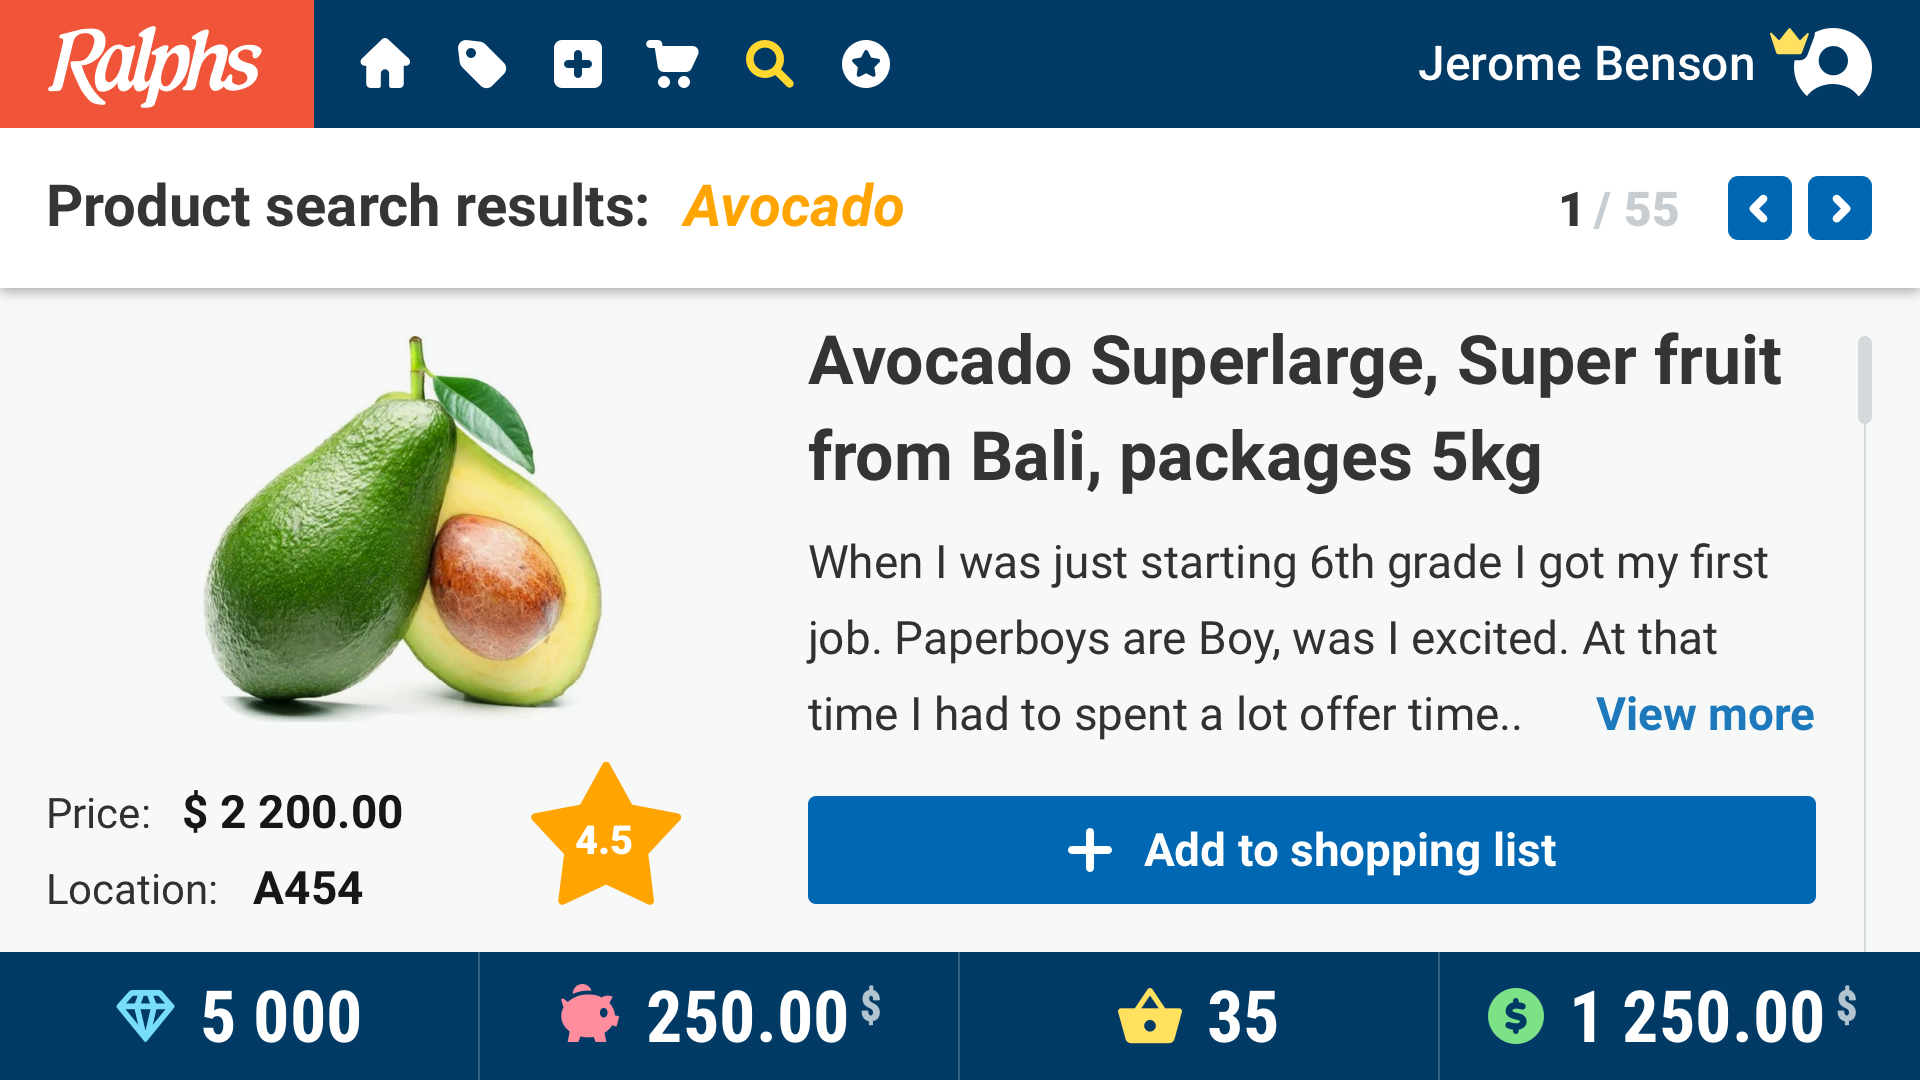 Ralphs
Jerome Benson
Product search results: Avocado
1 / 55
Avocado Superlarge, Super fruit
from Bali, packages 5kg
When I was just starting 6th grade I got my first
job. Paperboys are Boy, was I excited. At that
time I had to spent a lot offer time.. View more
Price: $ 2 200.00
4.5
Location: A454
Add to shopping list
5 000
250.00 $
35
$ 1 250.00 $